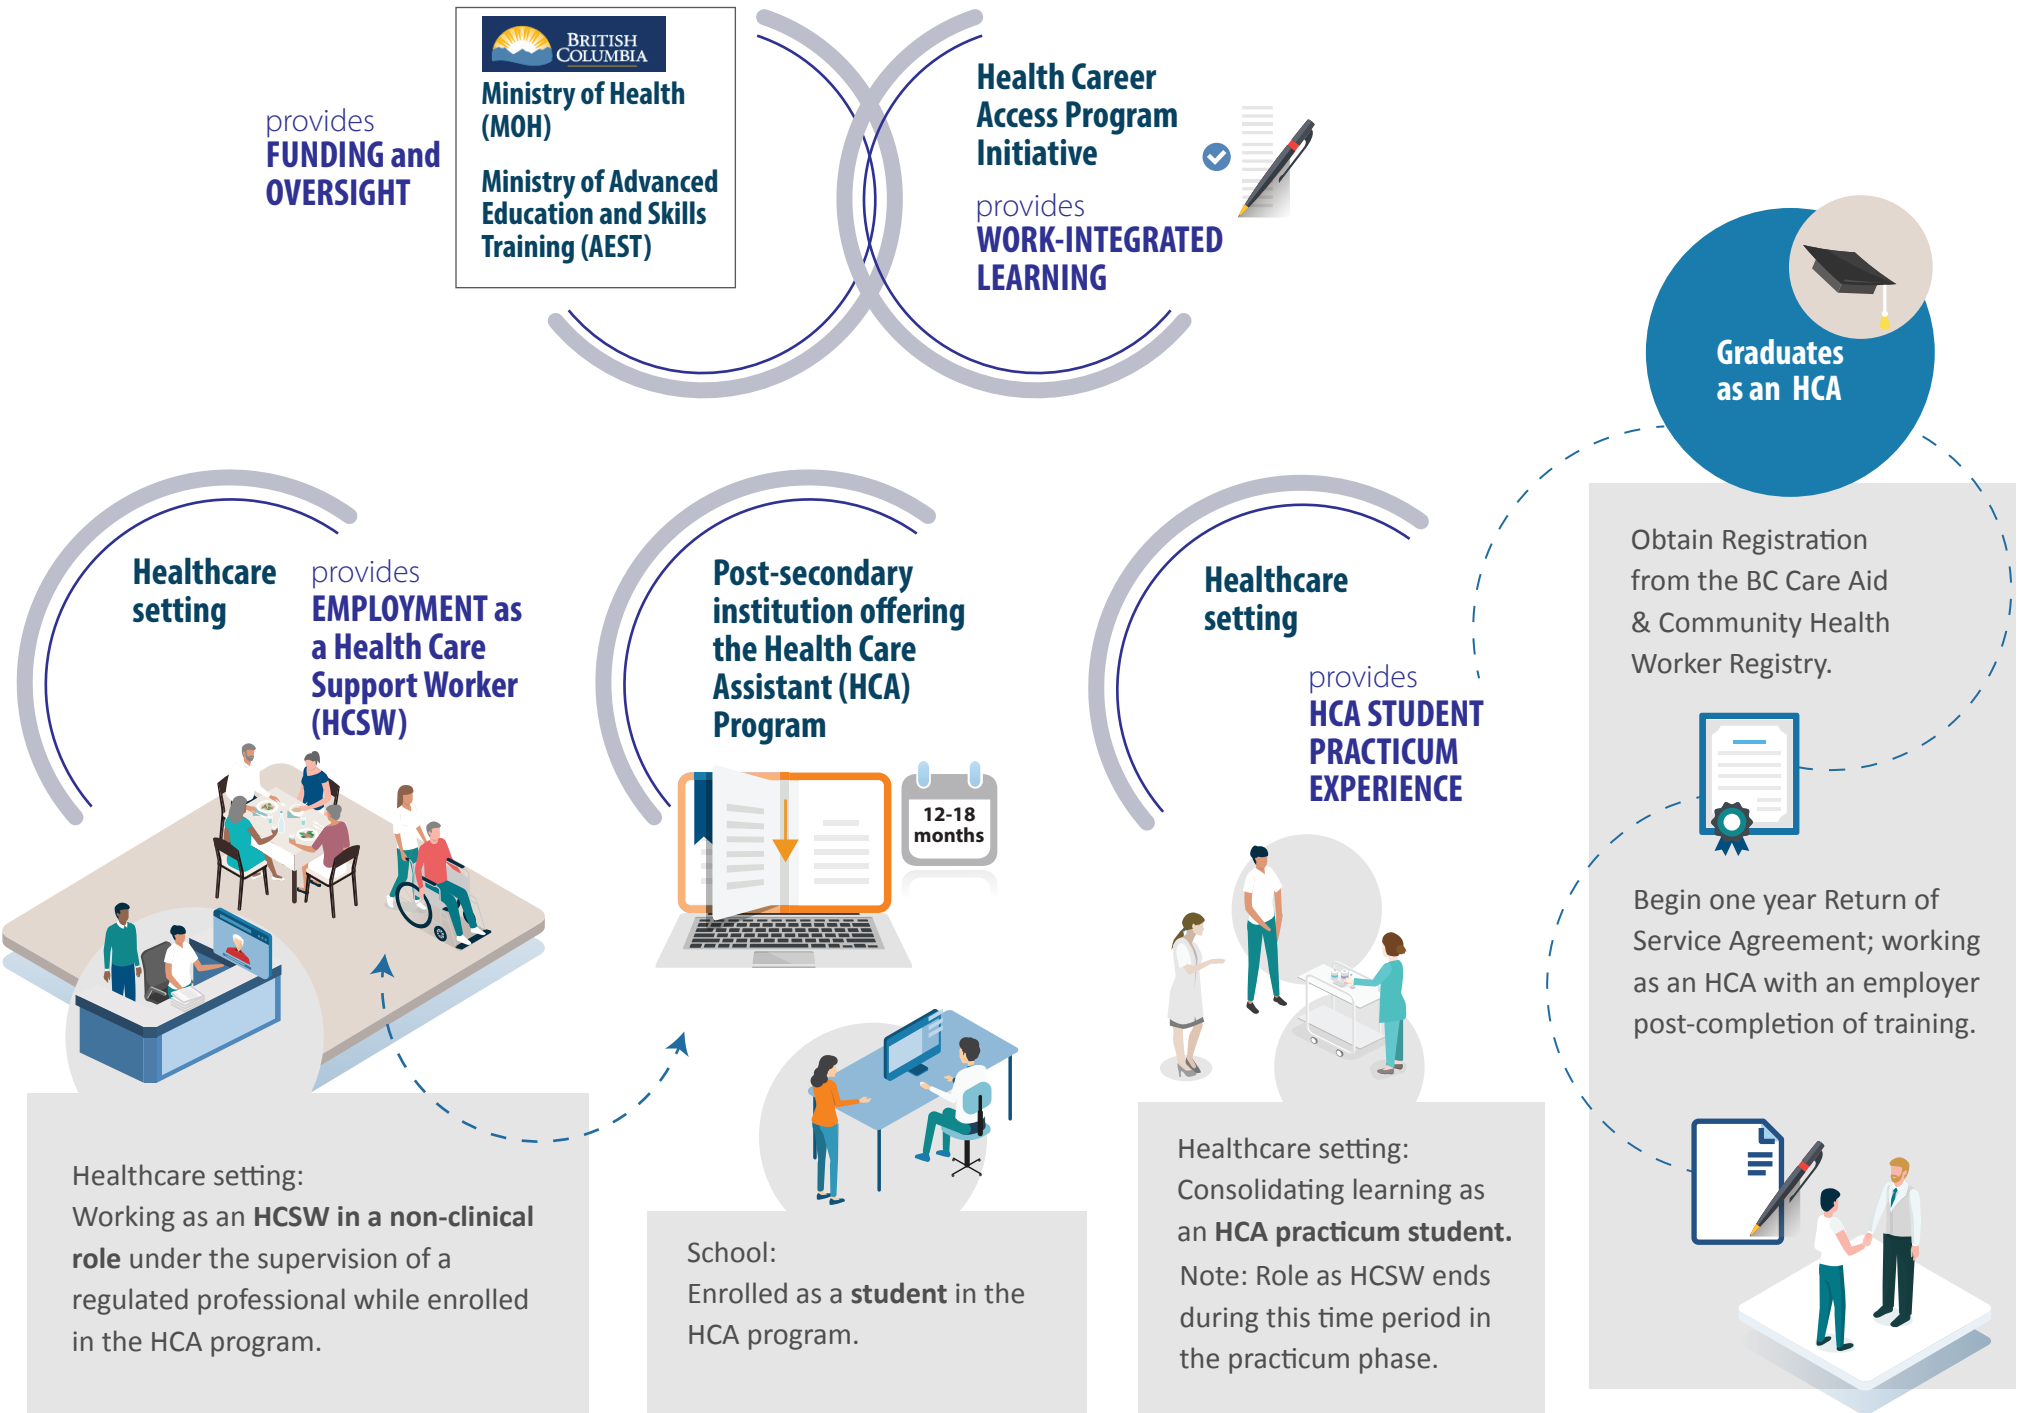 provides
FUNDING and
OVERSIGHT
BRITISH
COLUMBIA
Ministry of Health
(MOH)
Ministry of Advanced
Education and Skills
Training (AEST)
Health Career
Access Program
Initiative
provides
WORK-INTEGRATED
LEARNING
Healthcare
setting
provides
EMPLOYMENT as
a Health Care
Support Worker
(HCSW)
Healthcare setting:
Working as an HCSW in a non-clinical
role under the supervision of a
regulated professional while enrolled
in the HCA program.
Post-secondary
institution offering
the Health Care
Assistant (HCA)
Program
12-18
months
School:
Enrolled as a student in the
HCA program.
Healthcare
setting
provides
HCA STUDENT
PRACTICUM
EXPERIENCE
Healthcare setting:
Consolidating learning as
an HCA practicum student.
Note: Role as HCSW ends
during this time period in
the practicum phase.
Graduates
as an HCA
Obtain Registration
from the BC Care Aid
& Community Health
Worker Registry.
Begin one year Return of
Service Agreement; working
as an HCA with an employer
post-completion of training.